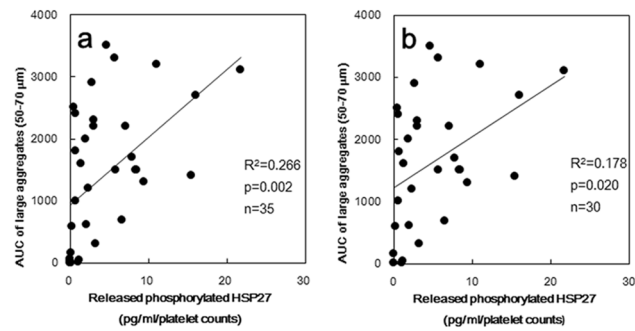 a
4000
3000
2000
1000
0
AUC of large aggregates (50-70 μm)
R²=0.266
p=0.002
n=35
0 10 20 30
Released phosphorylated HSP27
(pg/ml/platelet counts)
b
4000
3000
2000
1000
0
AUC of large aggregates (50-70 μm)
R²=0.178
p=0.020
n=30
0 10 20 30
Released phosphorylated HSP27
(pg/ml/platelet counts)